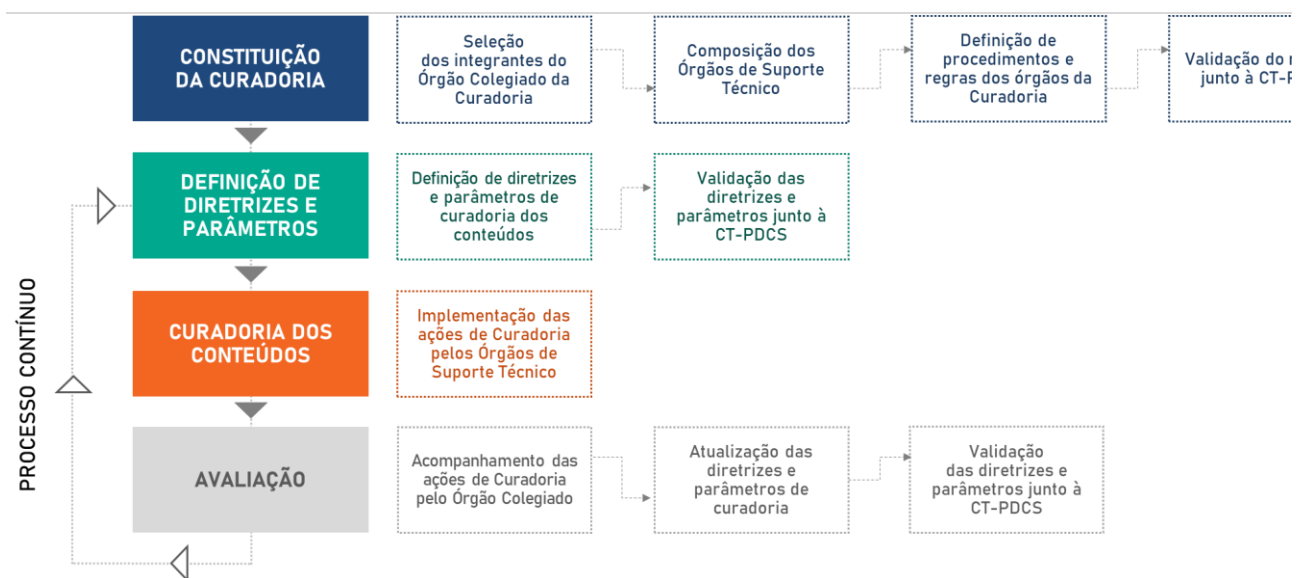 CONSTITUIÇÃO
DA CURADORIA
Seleção
dos integrantes do
Órgão Colegiado da
Curadoria
Composição dos
Órgãos de Suporte
Técnico
Definição de
procedimentos e
regras dos órgãos da
Curadoria
Validação do
junto à
DEFINIÇÃO DE
DIRETRIZES E
PARÂMETROS
Definição de diretrizes
e parâmetros de
curadoria dos
conteúdos
Validação das
diretrizes e
parâmetros junto à
CT-PDCS
PROCESSO CONTÍNUO
CURADORIA DOS
CONTEÚDOS
Implementação das
ações de Curadoria
pelos Órgãos de
Suporte Técnico
AVALIAÇÃO
Acompanhamento das
ações de Curadoria
pelo Órgão Colegiado
Atualização das
diretrizes e
parâmetros de
curadoria
Validação
das diretrizes e
parâmetros junto à
CT-PDCS